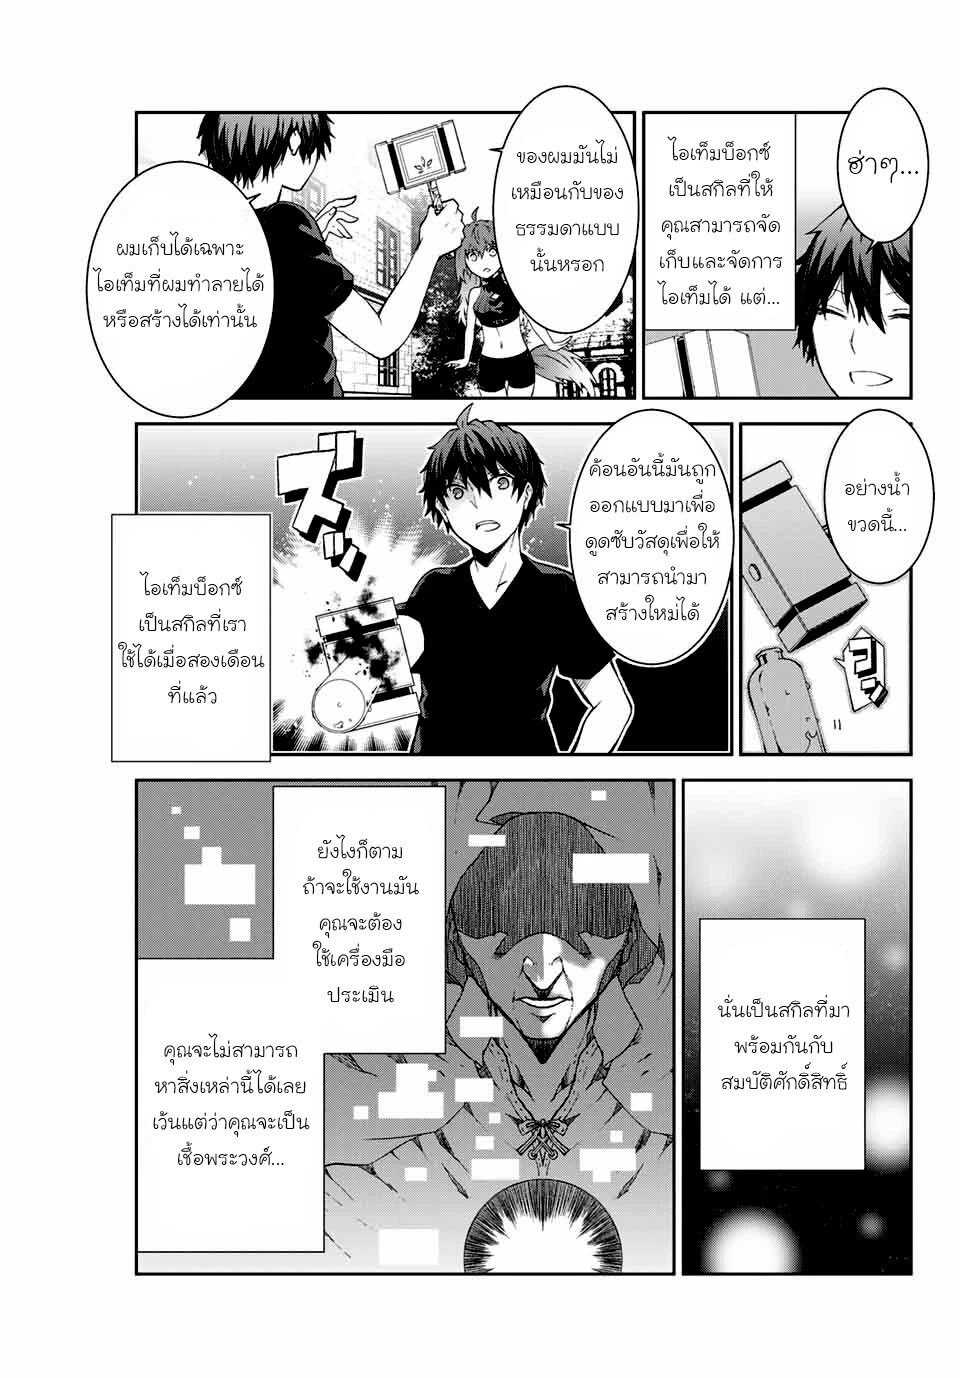 ฮ่าๆ...
ไอเท็มบ็อกซ์
เป็นสกิลที่ให้
คุณสามารถจัด
เก็บและจัดการ
ไอเท็มได้ แต่...
ของผมมันไม่
เหมือนกับของ
ธรรมดาแบบ
นั้นหรอก
ผมเก็บได้เฉพาะ
ไอเท็มที่ผมทำลายได้
หรือสร้างได้เท่านั้น
อย่างน้ำ
ขวดนี้...
ค้อนอันนี้มันถูก
ออกแบบมาเพื่อ
ดูดซับวัสดุเพื่อให้
สามารถนำมา
สร้างใหม่ได้
ไอเท็มบ็อกซ์
เป็นสกิลที่เรา
ใช้ได้เมื่อสองเดือน
ที่แล้ว
นั่นเป็นสกิลที่มา
พร้อมกันกับ
สมบัติศักดิ์สิทธิ์
ยังไงก็ตาม
ถ้าจะใช้งานมัน
คุณจะต้อง
ใช้เครื่องมือ
ประเมิน
คุณจะไม่สามารถ
หาสิ่งเหล่านี้ได้เลย
เว้นแต่ว่าคุณจะเป็น
เชื้อพระวงศ์...